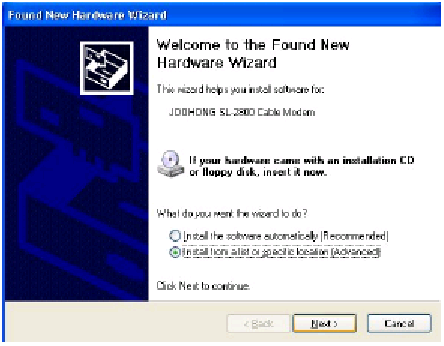 Found New Hardware Wizard
Welcome to the Found New
Hardware Wizard
This wizard helps you install software for:
JOOHONG SL-2800 Cable Modem
If your hardware came with an installation CD
or floppy disk, insert it now.
What do you want the wizard to do?
Install the software automatically (Recommended)
Install from a list or specific location (Advanced)
Click Next to continue.
< Back
Next >
Cancel